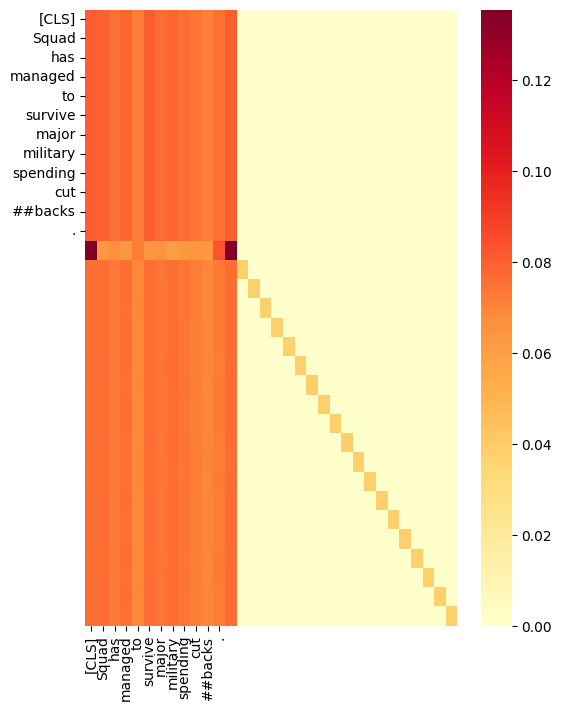 [CLS]
Squad
has
managed
to
survive
major
military
spending
cut
##backs
.
0.12
0.10
0.08
0.06
0.04
0.02
0.00
[CLS]
Squad
has
managed
to
survive
major
military
spending
cut
##backs
.